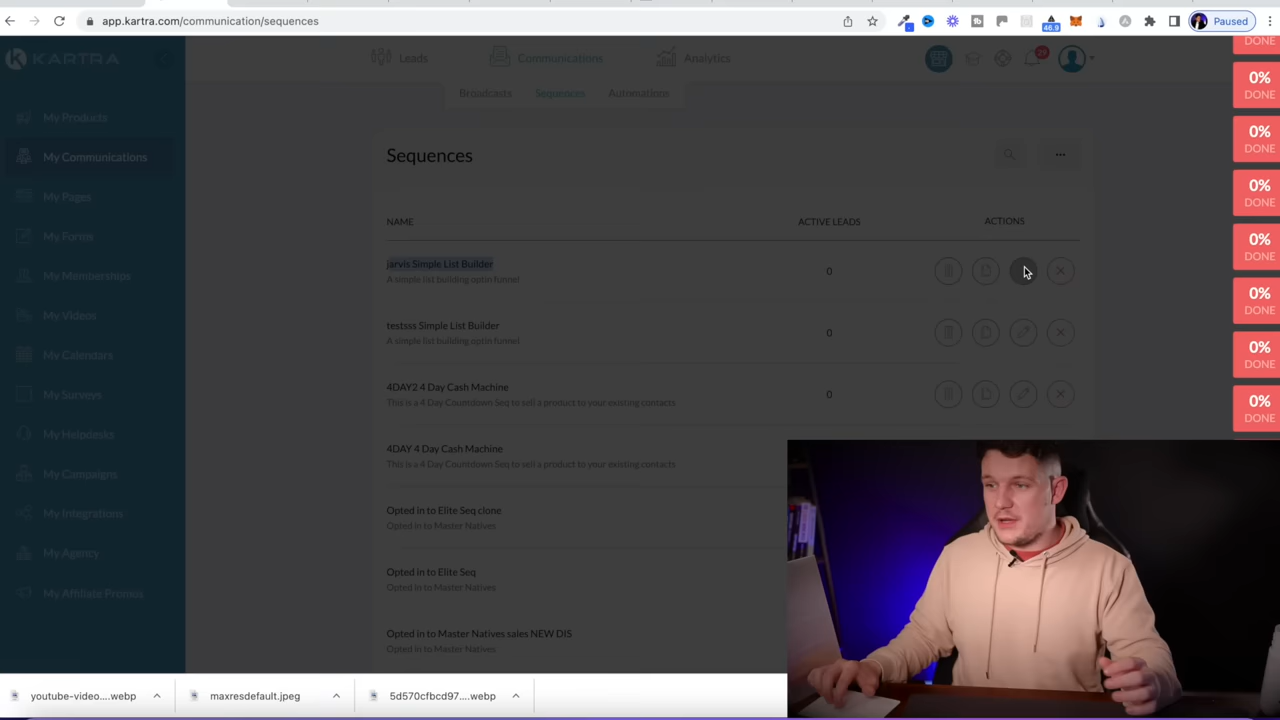 app.kartra.com/communication/sequences
46.9
Paused
KARTRA
Leads
Communications
Analytics
Broadcasts
Sequences
Automations
My Products
My Communications
My Pages
My Forms
My Memberships
My Videos
My Calendars
My Surveys
My Helpdesks
My Campaigns
My Integrations
My Agency
My Affiliate Promos
Sequences
NAME
ACTIVE LEADS
ACTIONS
jarvis Simple List Builder
A simple list building optin funnel
0
testsss Simple List Builder
A simple list building optin funnel
0
4DAY2 4 Day Cash Machine
This is a 4 Day Countdown Seq to sell a product to your existing contacts
0
4DAY 4 Day Cash Machine
This is a 4 Day Countdown Seq to sell a product to your existing contacts
Opted in to Elite Seq clone
Opted in to Master Natives
Opted in to Elite Seq
Opted in to Master Natives
Opted in to Master Natives sales NEW DIS
Opted in to Master Natives
DONE
0%
DONE
0%
DONE
0%
DONE
0%
DONE
0%
DONE
0%
DONE
0%
DONE
youtube-video....webp
maxresdefault.jpeg
5d570cfbcd97....webp